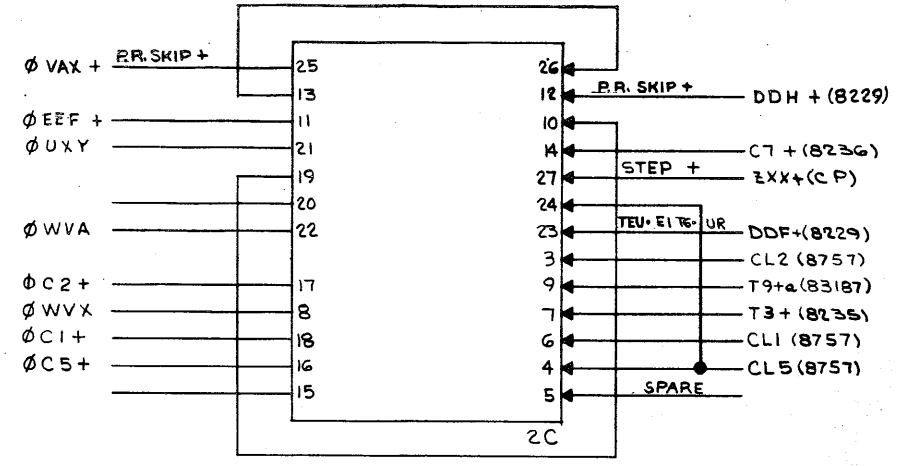 ØVAX + P.R. SKIP + 25 26
13 12 P.R. SKIP + DDH + (8229)
ØEEF + 11 10
ØUXY 21 14 C7 + (8236)
19 27 STEP + ZXX+(CP)
20 24
ØWVA 22 23 TEU· E1 T6· UR DDF+(8229)
3 CL2 (8757)
ØC2+ 17 9 T9+a(83187)
ØWVX 8 7 T3+ (8235)
ØC1+ 18 6 CL1 (8757)
ØC5+ 16 4 CL5(8757)
15 5 SPARE
2C